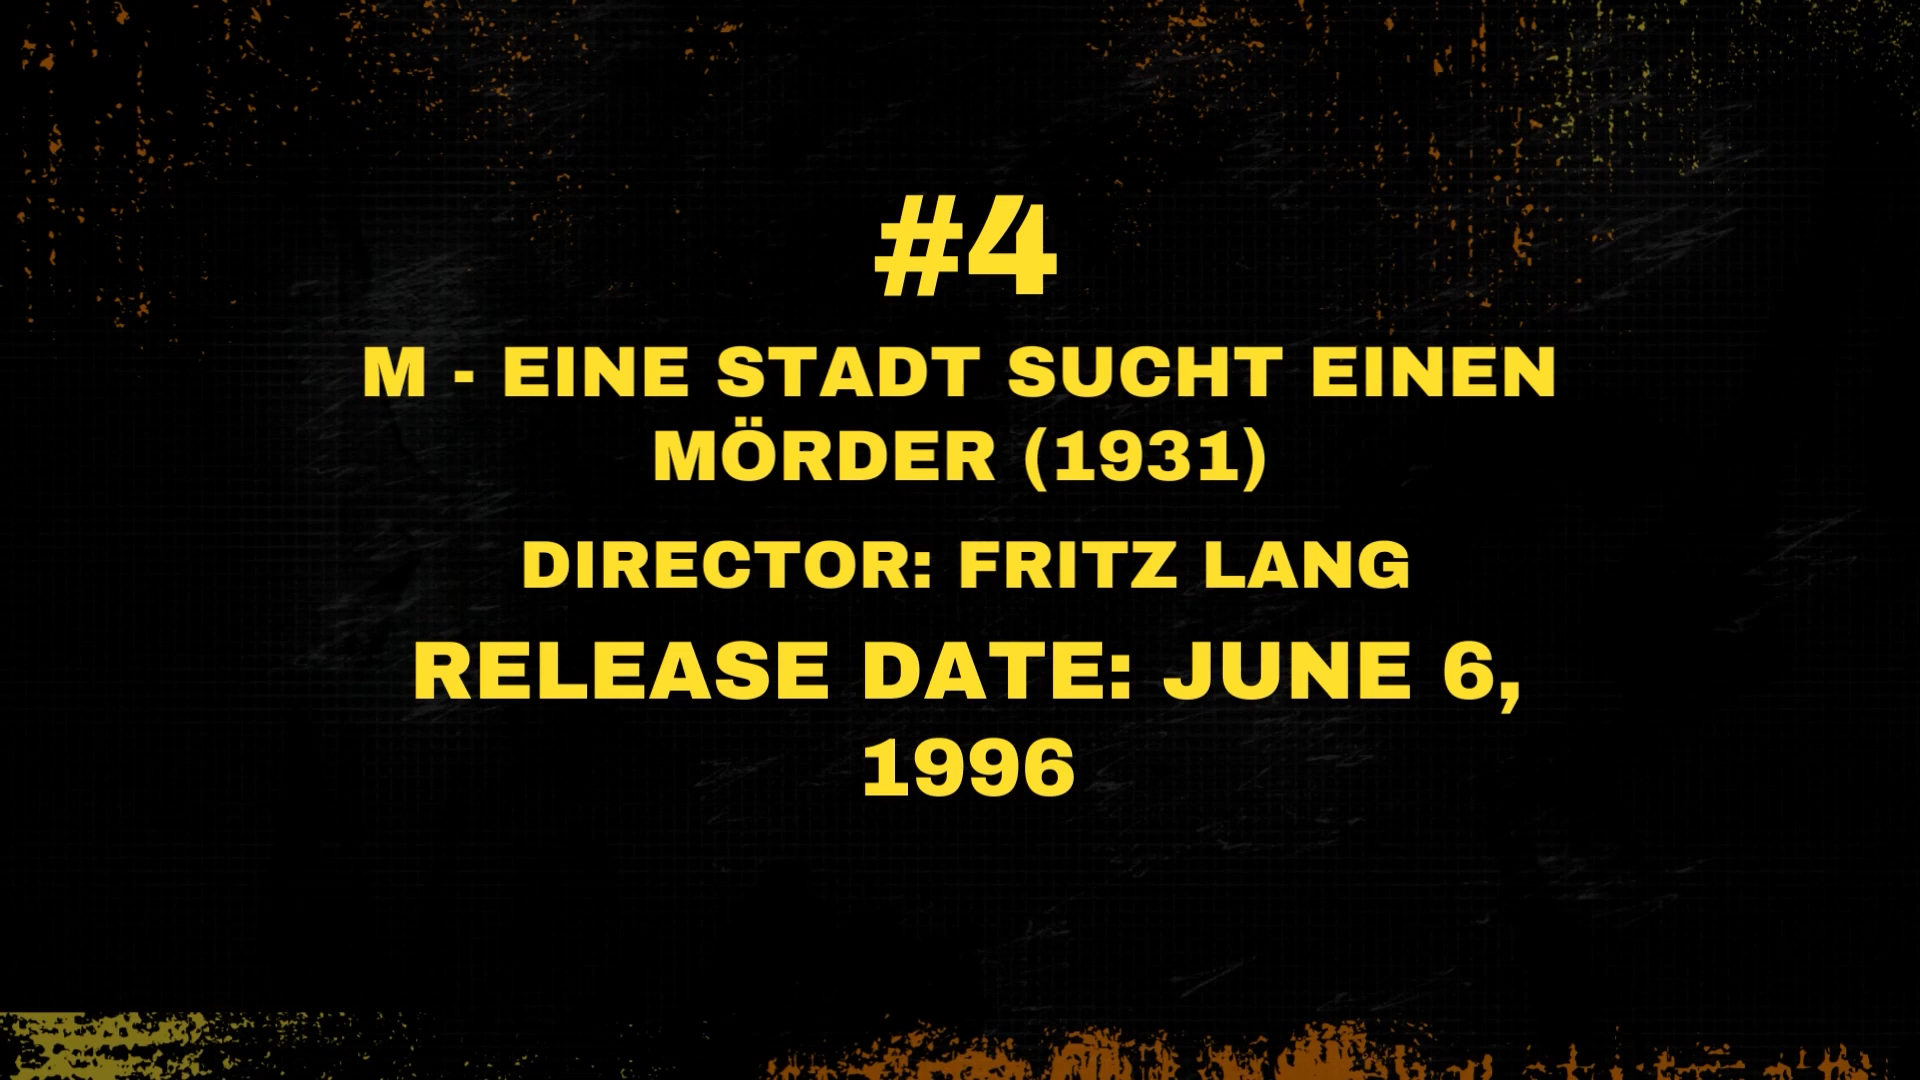 #4
M - EINE STADT SUCHT EINEN
MÖRDER (1931)
DIRECTOR: FRITZ LANG
RELEASE DATE: JUNE 6,
1996